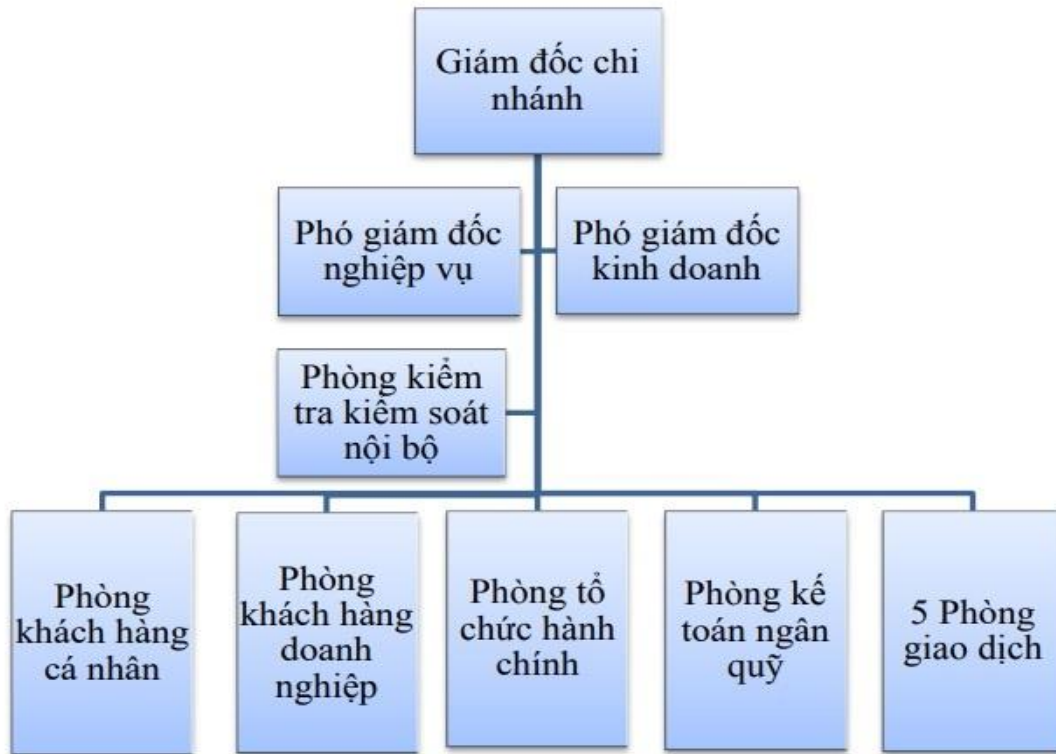 Giám đốc chi
nhánh
Phó giám đốc
nghiệp vụ
Phó giám đốc
kinh doanh
Phòng kiểm
tra kiểm soát
nội bộ
Phòng
khách hàng
cá nhân
Phòng
khách hàng
doanh
nghiệp
Phòng tổ
chức hành
chính
Phòng kế
toán ngân
quỹ
5 Phòng
giao dịch